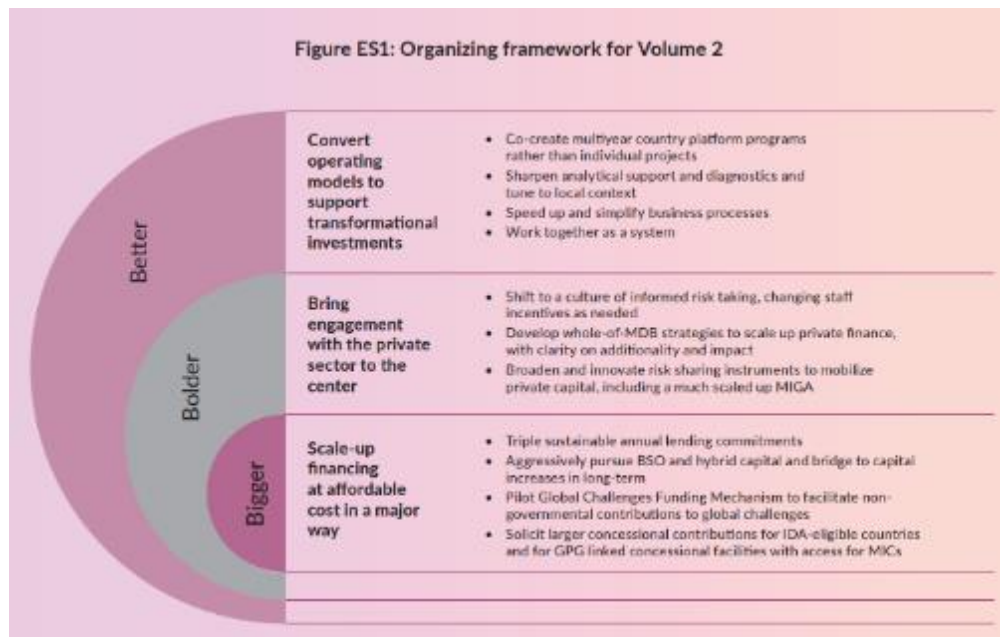 Figure ES1: Organizing framework for Volume 2
Better
Convert
operating
models to
support
transformational
investments
• Co-create multiyear country platform programs
rather than individual projects
• Sharpen analytical support and diagnostics and
tune to local context
• Speed up and simplify business processes
• Work together as a system
Bolder
Bring
engagement
with the private
sector to the
center
• Shift to a culture of informed risk taking, changing staff
incentives as needed
• Develop whole-of-MDB strategies to scale up private finance,
with clarity on additionality and impact
• Broaden and innovate risk sharing instruments to mobilize
private capital, including a much scaled up MIGA
Bigger
Scale-up
financing
at affordable
cost in a major
way
• Triple sustainable annual lending commitments
• Aggressively pursue BSO and hybrid capital and bridge to capital
increases in long-term
• Pilot Global Challenges Funding Mechanism to facilitate non-
governmental contributions to global challenges
• Solicit larger concessional contributions for IDA-eligible countries
and for GPG linked concessional facilities with access for MICs